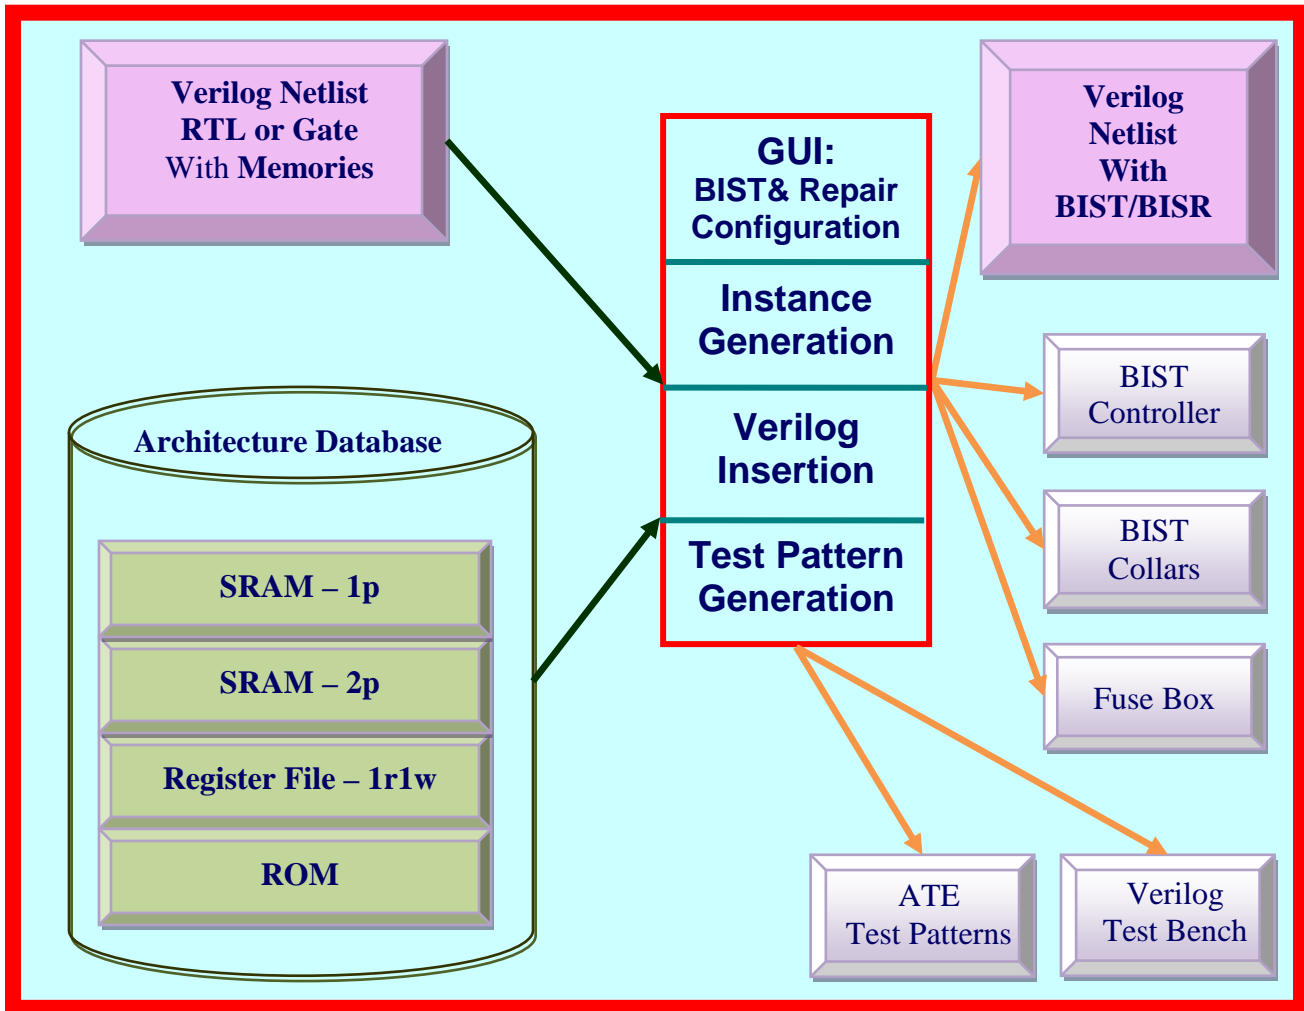 Verilog Netlist
RTL or Gate
With Memories
Architecture Database
SRAM – 1p
SRAM – 2p
Register File – 1r1w
ROM
GUI:
BIST& Repair
Configuration
Instance
Generation
Verilog
Insertion
Test Pattern
Generation
Verilog
Netlist
With
BIST/BISR
BIST
Controller
BIST
Collars
Fuse Box
ATE
Test Patterns
Verilog
Test Bench